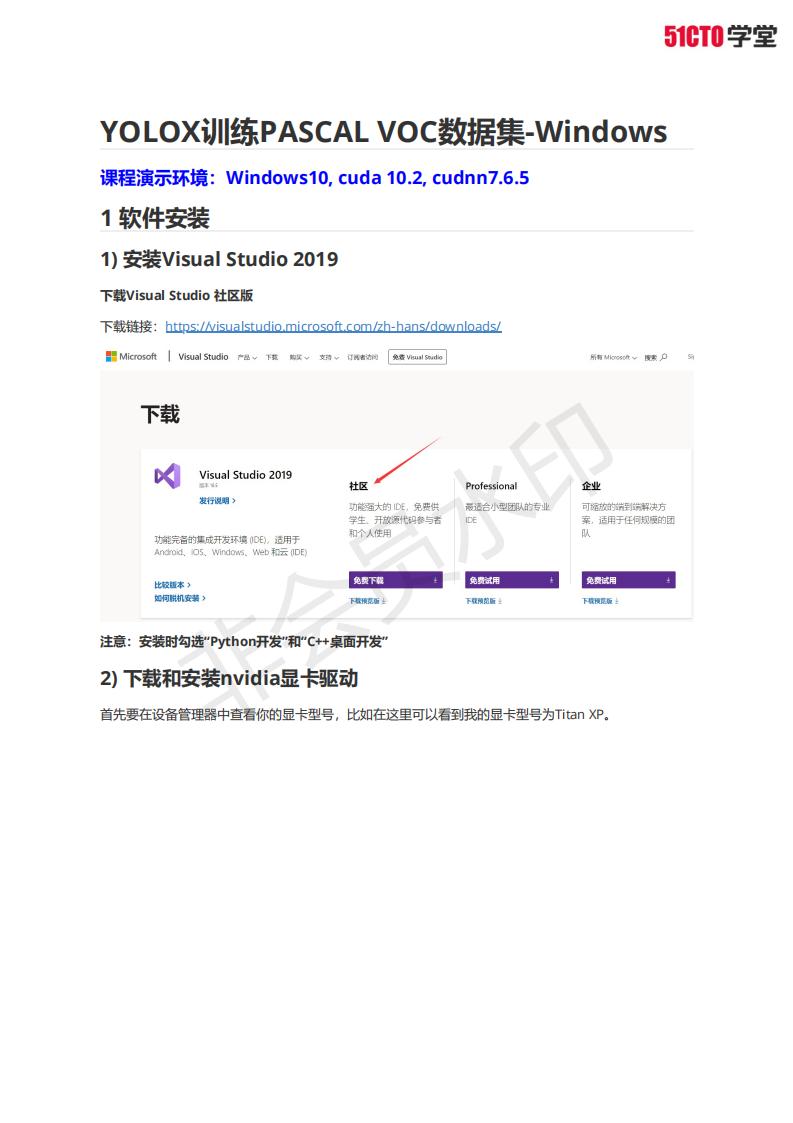 51CTO学堂
YOLOX训练PASCAL VOC数据集-Windows
课程演示环境：Windows10, cuda 10.2, cudnn7.6.5
1 软件安装
1) 安装Visual Studio 2019
下载Visual Studio 社区版
下载链接：https://visualstudio.microsoft.com/zh-hans/downloads/
Microsoft | Visual Studio 产品 下载 购买 支持 订阅者访问 免费 Visual Studio 所有 Microsoft 搜索
下载
Visual Studio 2019
发行说明
功能完备的集成开发环境 (IDE)，适用于
Android、iOS、Windows、Web 和云 (IDE)
比较版本
如何脱机安装
社区
功能强大的 IDE，免费供
学生、开放源代码参与者
和个人使用
免费下载
下载预览版
Professional
最适合小型团队的专业
IDE
免费试用
下载预览版
企业
可缩放的端到端解决方
案，适用于任何规模的团
队
免费试用
下载预览版
非会员水印
注意：安装时勾选“Python开发”和“C++桌面开发”
2) 下载和安装nvidia显卡驱动
首先要在设备管理器中查看你的显卡型号，比如在这里可以看到我的显卡型号为Titan XP。